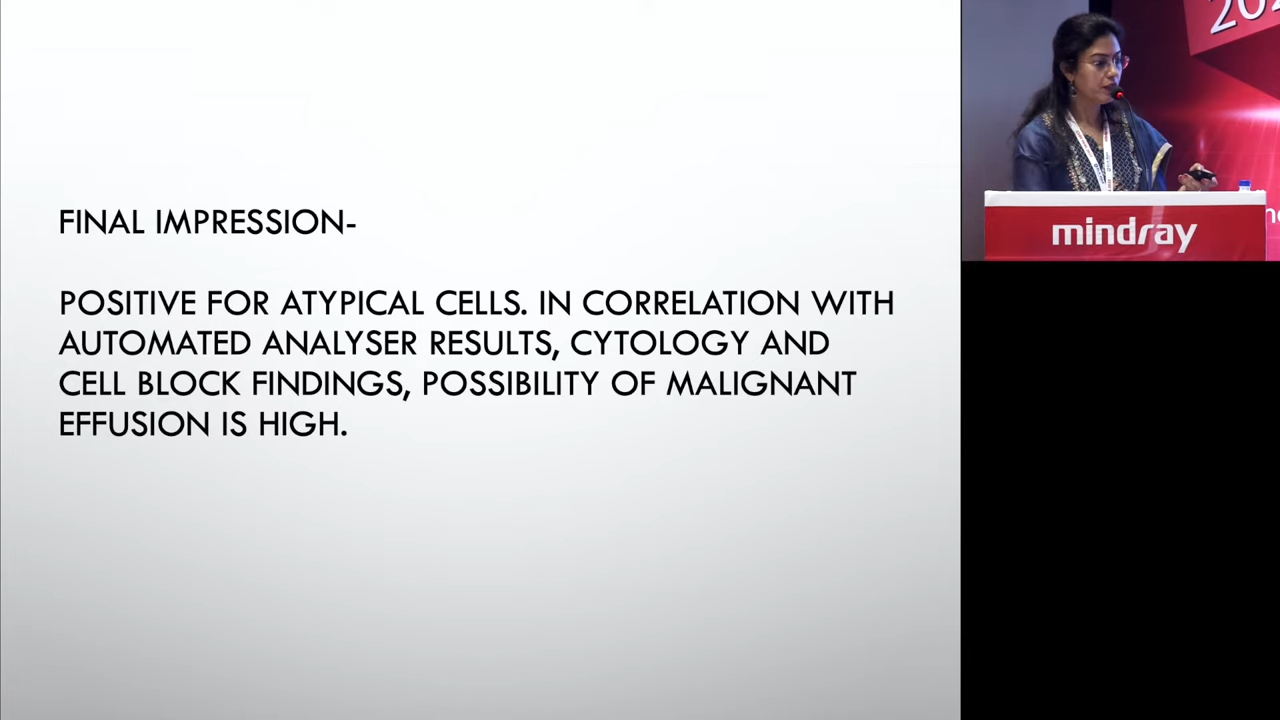 FINAL IMPRESSION-
POSITIVE FOR ATYPICAL CELLS. IN CORRELATION WITH
AUTOMATED ANALYSER RESULTS, CYTOLOGY AND
CELL BLOCK FINDINGS, POSSIBILITY OF MALIGNANT
EFFUSION IS HIGH.
mindray